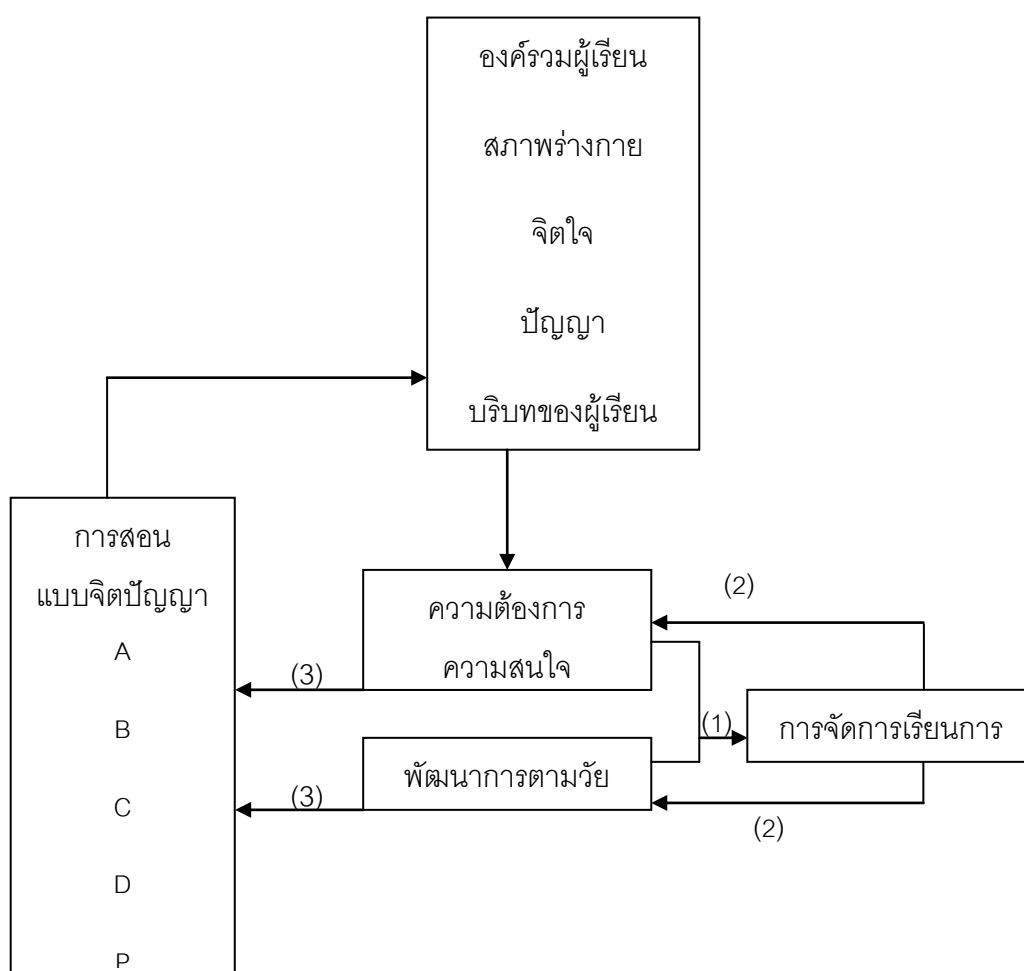 องค์รวมผู้เรียน
สภาพร่างกาย
จิตใจ
ปัญญา
บริบทของผู้เรียน
การสอน
แบบจิตปัญญา
A
B
C
D
P
ความต้องการ
ความสนใจ
พัฒนาการตามวัย
(3)
(3)
(2)
(1)
การจัดการเรียนการ
(2)